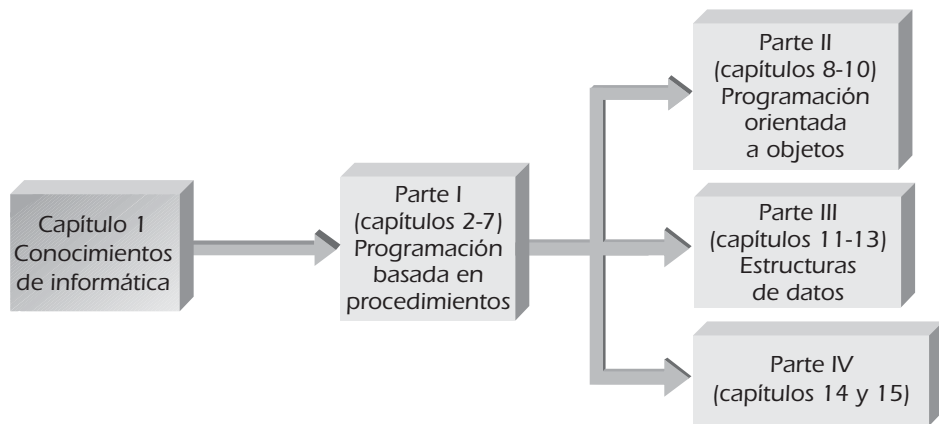 Capítulo 1
Conocimientos
de informática
Parte I
(capítulos 2-7)
Programación
basada en
procedimientos
Parte II
(capítulos 8-10)
Programación
orientada
a objetos
Parte III
(capítulos 11-13)
Estructuras
de datos
Parte IV
(capítulos 14 y 15)